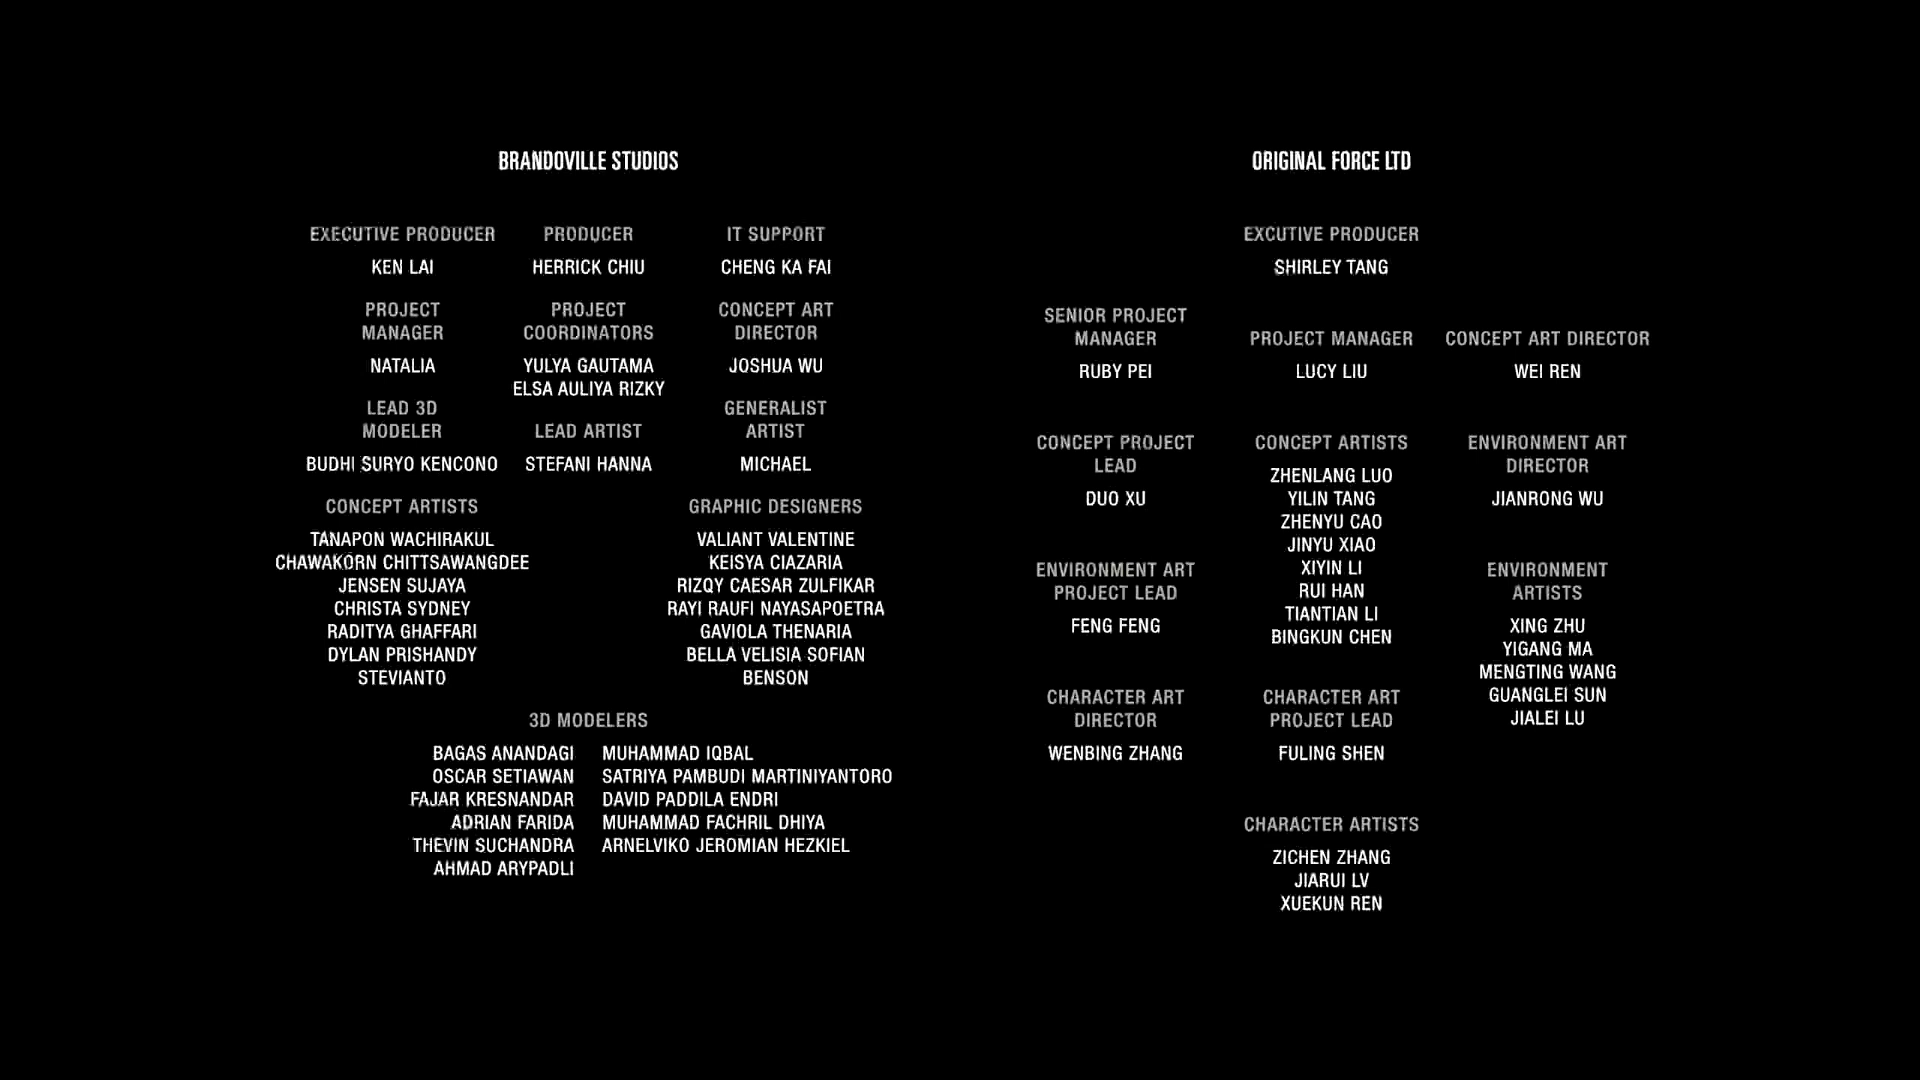 BRANDOVILLE STUDIOS
EXECUTIVE PRODUCER
KEN LAI
PRODUCER
HERRICK CHIU
IT SUPPORT
CHENG KA FAI
PROJECT
MANAGER
NATALIA
PROJECT
COORDINATORS
YULYA GAUTAMA
ELSA AULIYA RIZKY
CONCEPT ART
DIRECTOR
JOSHUA WU
LEAD 3D
MODELER
BUDHI SURYO KENCONO
LEAD ARTIST
STEFANI HANNA
GENERALIST
ARTIST
MICHAEL
CONCEPT ARTISTS
TANAPON WACHIRAKUL
CHAWAKORN CHITTSAWANGDEE
JENSEN SUJAYA
CHRISTA SYDNEY
RADITYA GHAFFARI
DYLAN PRISHANDY
STEVIANTO
GRAPHIC DESIGNERS
VALIANT VALENTINE
KEISYA CIAZARIA
RIZQY CAESAR ZULFIKAR
RAYI RAUFI NAYASAPOETRA
GAVIOLA THENARIA
BELLA VELISIA SOFIAN
BENSON
3D MODELERS
BAGAS ANANDAGI
OSCAR SETIAWAN
FAJAR KRESNANDAR
ADRIAN FARIDA
THEVIN SUCHANDRA
AHMAD ARYPADLI
MUHAMMAD IQBAL
SATRIYA PAMBUDI MARTINIYANTORO
DAVID PADDILA ENDRI
MUHAMMAD FACHRIL DHIYA
ARNELVIKO JEROMIAN HEZKIEL
ORIGINAL FORCE LTD
EXCUTIVE PRODUCER
SHIRLEY TANG
SENIOR PROJECT
MANAGER
RUBY PEI
PROJECT MANAGER
LUCY LIU
CONCEPT ART DIRECTOR
WEI REN
CONCEPT PROJECT
LEAD
DUO XU
CONCEPT ARTISTS
ZHENLANG LUO
YILIN TANG
ZHENYU CAO
JINYU XIAO
XIYIN LI
RUI HAN
TIANTIAN LI
BINGKUN CHEN
ENVIRONMENT ART
DIRECTOR
JIANRONG WU
ENVIRONMENT ART
PROJECT LEAD
FENG FENG
ENVIRONMENT
ARTISTS
XING ZHU
YIGANG MA
MENGTING WANG
GUANGLEI SUN
JIALEI LU
CHARACTER ART
DIRECTOR
WENBING ZHANG
CHARACTER ART
PROJECT LEAD
FULING SHEN
CHARACTER ARTISTS
ZICHEN ZHANG
JIARUI LV
XUEKUN REN